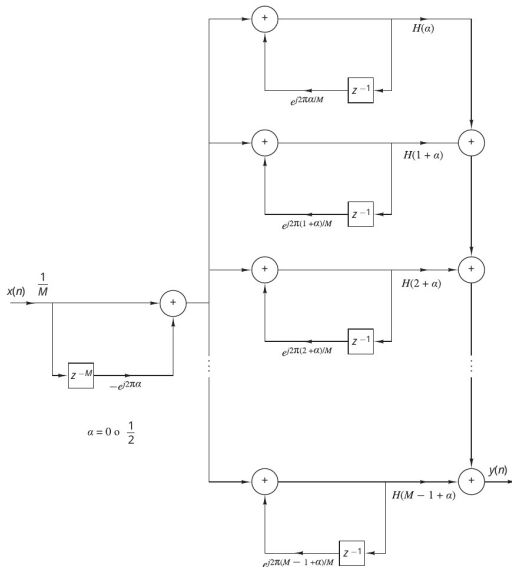 +
H(α)
z⁻¹
e^{j2πα/M}
+
H(1 + α)
+
z⁻¹
e^{j2π(1+α)/M}
+
H(2 + α)
+
x(n)
1/M
+
z⁻¹
e^{j2π(2+α)/M}
z⁻ᴹ
−e^{j2πα}
α = 0 o 1/2
+
H(M − 1 + α)
+
y(n)
z⁻¹
e^{j2π(M − 1 +α)/M}